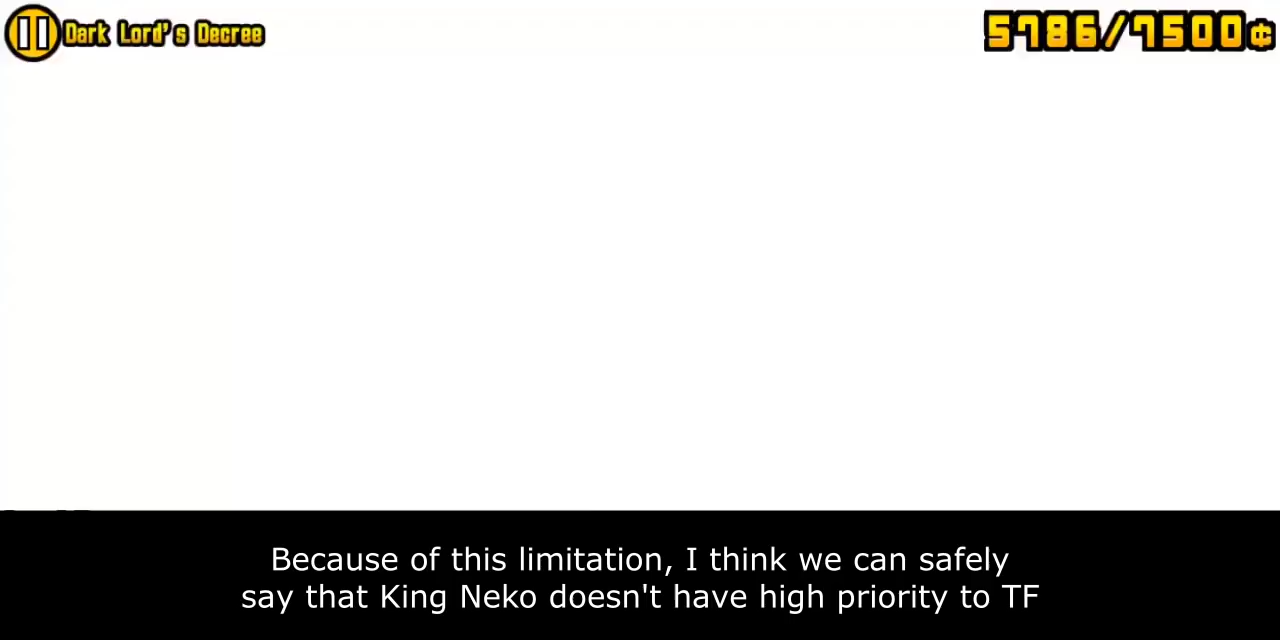 Dark Lord's Decree
5786/7500¢
Because of this limitation, I think we can safely
say that King Neko doesn't have high priority to TF